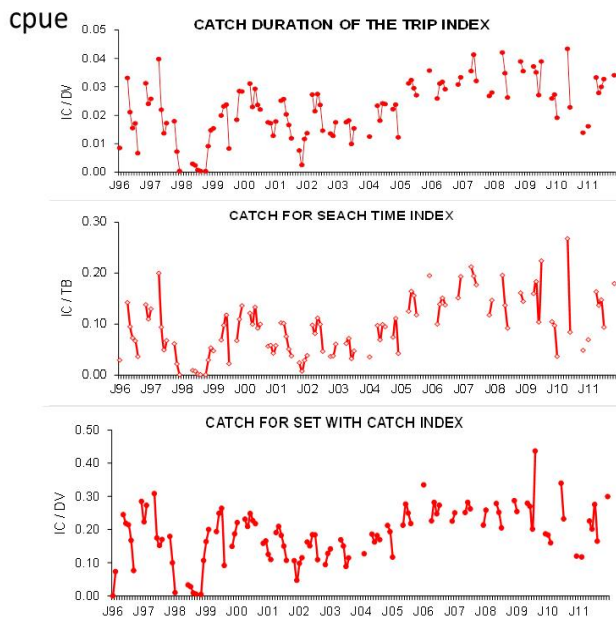 cpue
CATCH DURATION OF THE TRIP INDEX
IC / DV
0.05
0.04
0.03
0.02
0.01
0.00
J96 J97 J98 J99 J00 J01 J02 J03 J04 J05 J06 J07 J08 J09 J10 J11
CATCH FOR SEACH TIME INDEX
IC / TB
0.30
0.20
0.10
0.00
J96 J97 J98 J99 J00 J01 J02 J03 J04 J05 J06 J07 J08 J09 J10 J11
CATCH FOR SET WITH CATCH INDEX
IC / DV
0.50
0.40
0.30
0.20
0.10
0.00
J96 J97 J98 J99 J00 J01 J02 J03 J04 J05 J06 J07 J08 J09 J10 J11